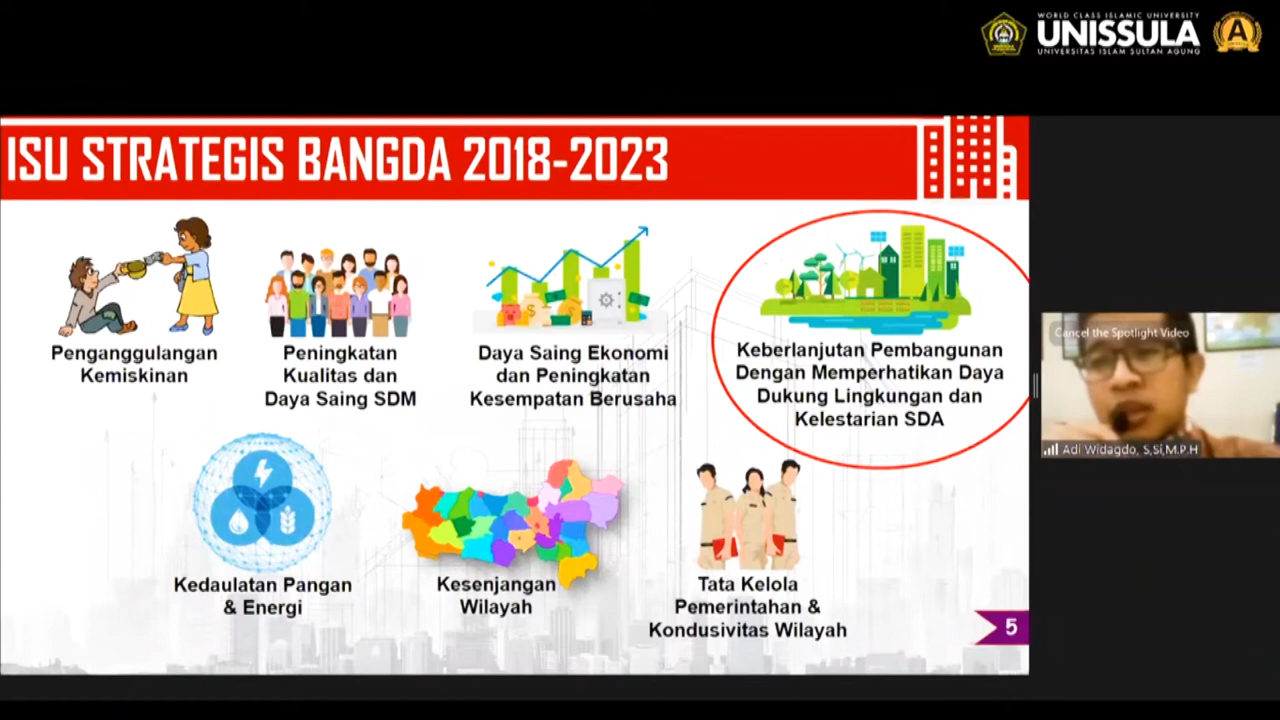 WORLD CLASS ISLAMIC UNIVERSITY
UNISSULA
UNIVERSITAS ISLAM SULTAN AGUNG
A
ISU STRATEGIS BANGDA 2018-2023
Penganggulangan
Kemiskinan
Peningkatan
Kualitas dan
Daya Saing SDM
Daya Saing Ekonomi
dan Peningkatan
Kesempatan Berusaha
Keberlanjutan Pembangunan
Dengan Memperhatikan Daya
Dukung Lingkungan dan
Kelestarian SDA
Cancel the Spotlight Video
Adi Widagdo, S,Si,M.P.H
Kedaulatan Pangan
& Energi
Kesenjangan
Wilayah
Tata Kelola
Pemerintahan &
Kondusivitas Wilayah
5